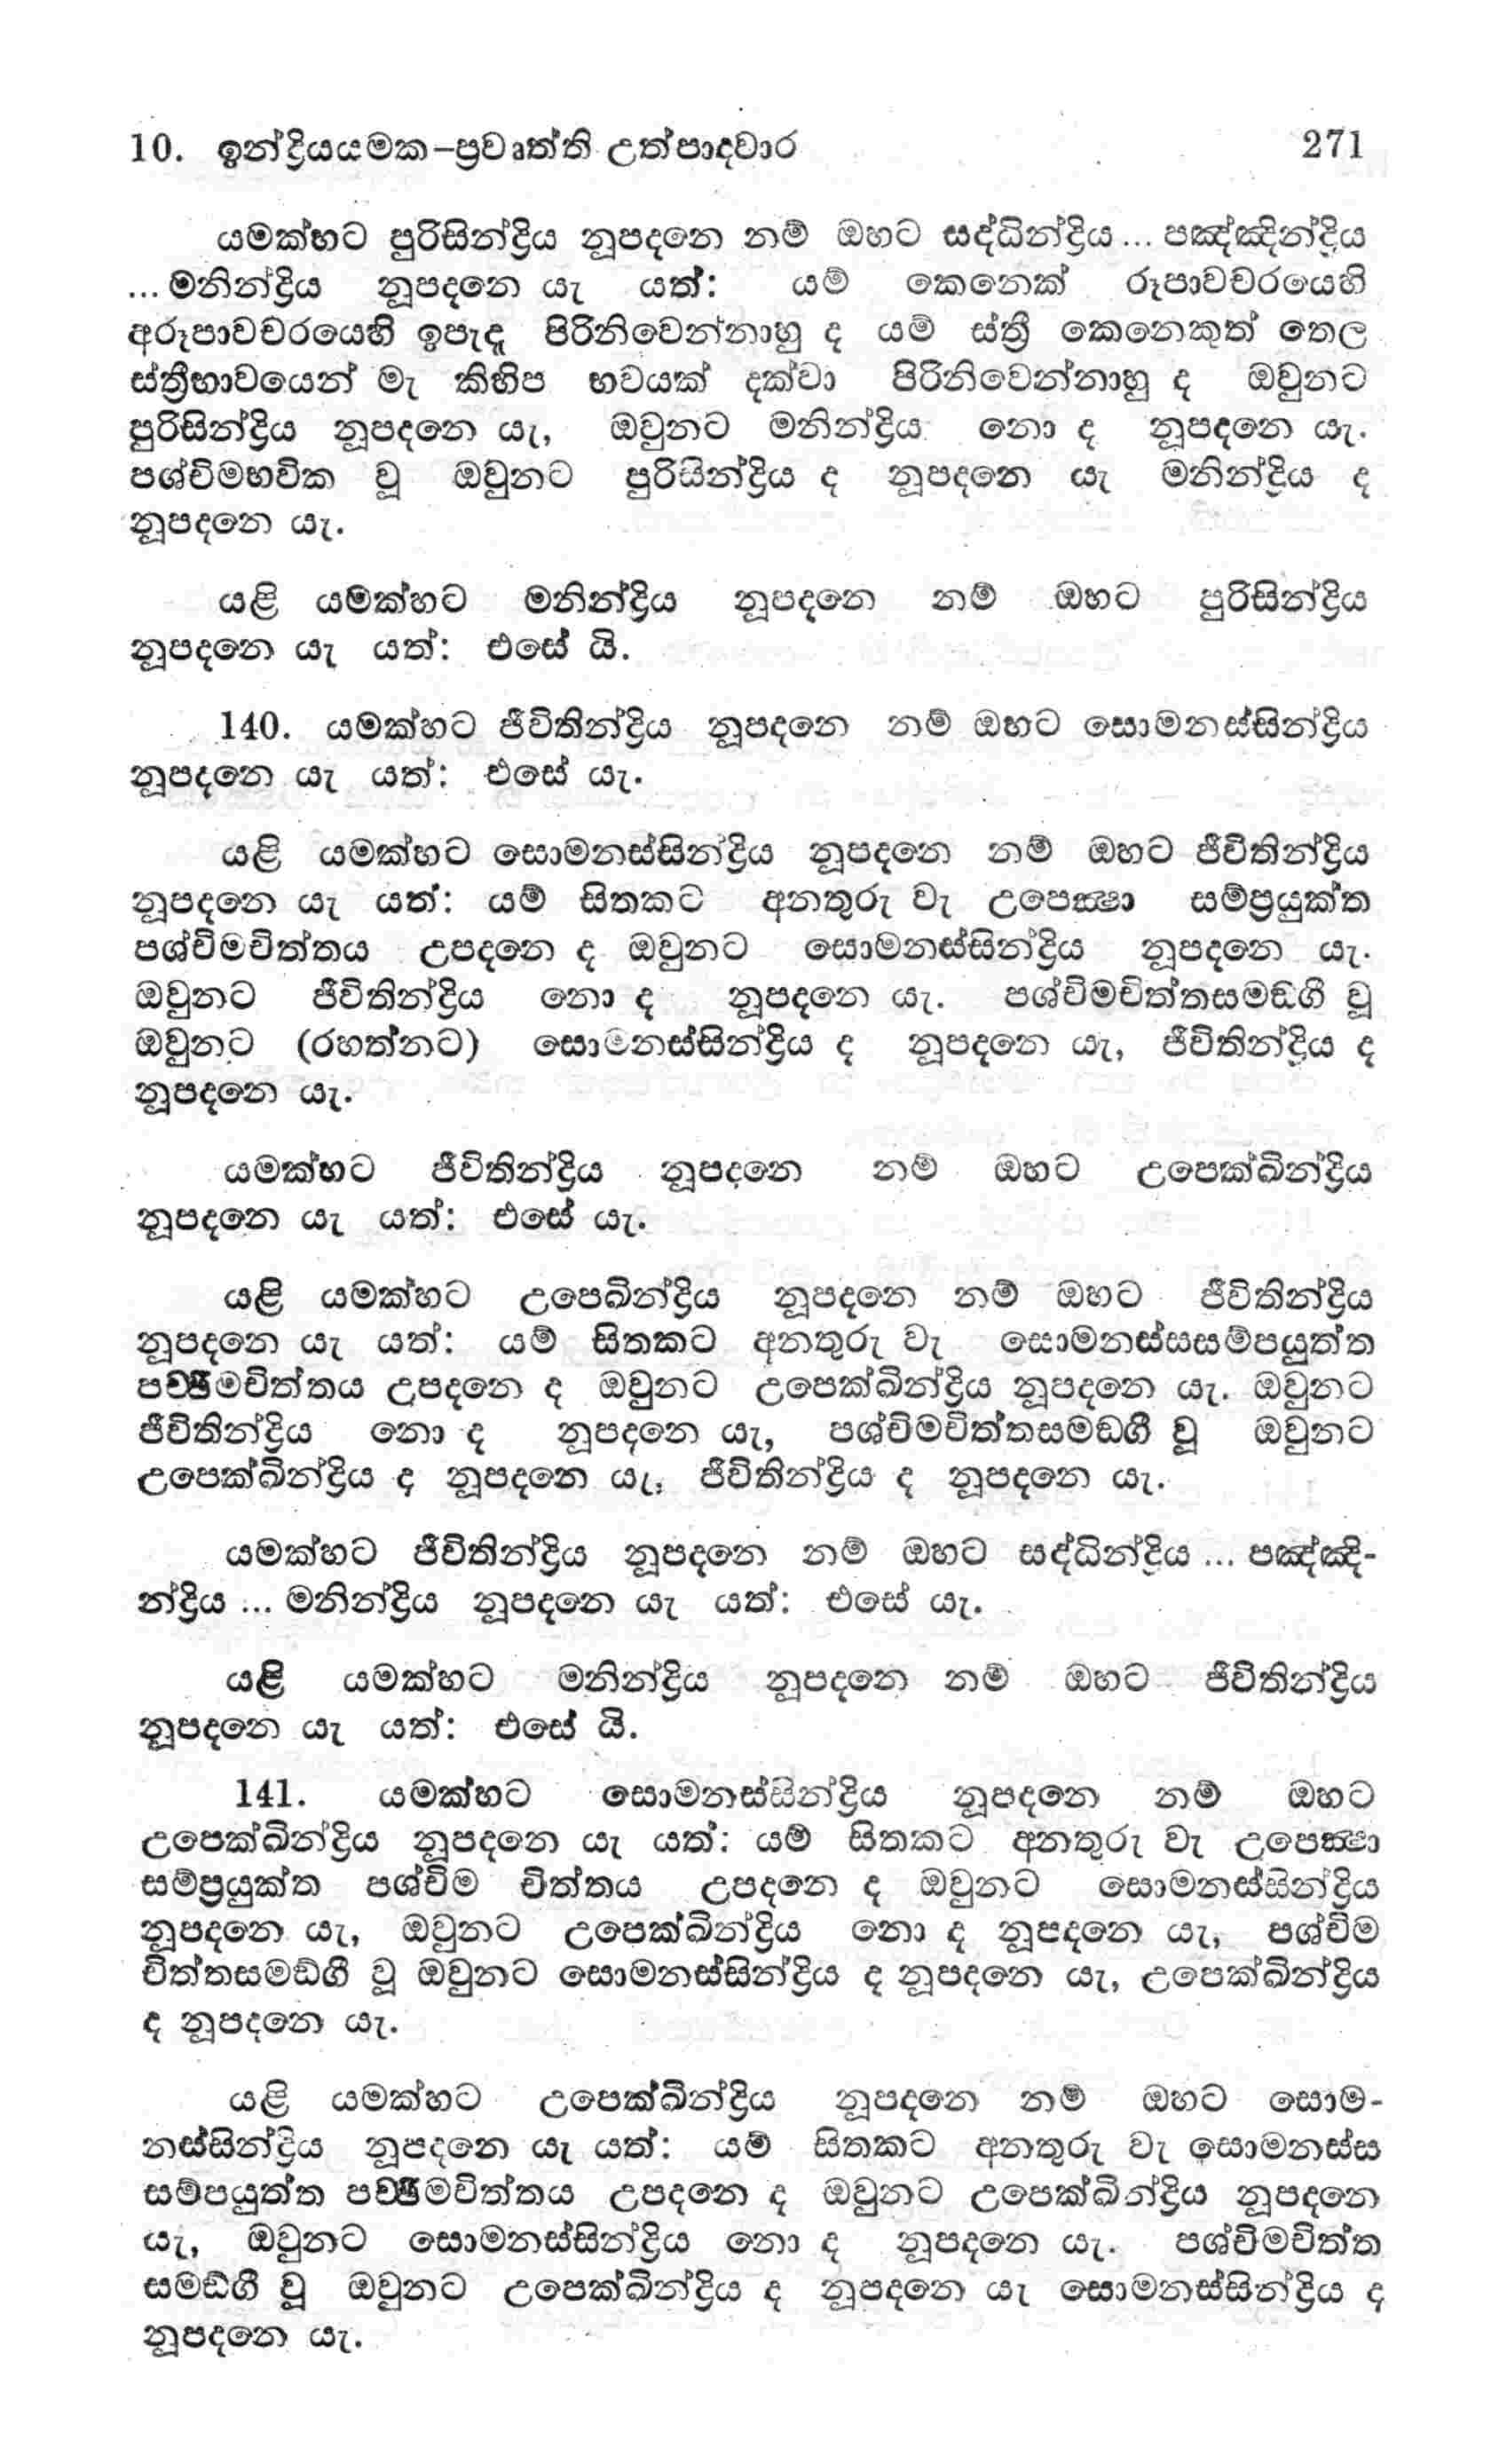 10. ඉන්ද්‍රියයමක–ප්‍රවෘත්ති උත්පාදවාර 271
යමක්හට පුරිසින්ද්‍රිය නූපදනෙ නම් ඔහට සද්ධින්ද්‍රිය... පඤ්ඤින්ද්‍රිය
...මනින්ද්‍රිය නූපදනෙ යැ යත්: යම් කෙනෙක් රූපාවචරයෙහි
අරූපාවචරයෙහි ඉපැදැ පිරිනිවෙන්නාහු ද යම් ස්ත්‍රී කෙනෙකුත් තෙල
ස්ත්‍රීභාවයෙන් මැ කිහිප භවයක් දක්වා පිරිනිවෙන්නාහු ද ඔවුනට
පුරිසින්ද්‍රිය නූපදනෙ යැ, ඔවුනට මනින්ද්‍රිය නො ද නූපදනෙ යැ.
පශ්චිමභවික වූ ඔවුනට පුරිසින්ද්‍රිය ද නූපදනෙ යැ මනින්ද්‍රිය ද
නූපදනෙ යැ.
යළි යමක්හට මනින්ද්‍රිය නූපදනෙ නම් ඔහට පුරිසින්ද්‍රිය
නූපදනෙ යැ යත්: එසේ යි.
140. යමක්හට ජීවිතින්ද්‍රිය නූපදනෙ නම් ඔහට සොමනස්සින්ද්‍රිය
නූපදනෙ යැ යත්: එසේ යැ.
යළි යමක්හට සොමනස්සින්ද්‍රිය නූපදනෙ නම් ඔහට ජීවිතින්ද්‍රිය
නූපදනෙ යැ යත්: යම් සිතකට අනතුරු වැ උපෙක්‍ෂා සම්ප්‍රයුක්ත
පශ්චිමචිත්තය උපදනෙ ද ඔවුනට සොමනස්සින්ද්‍රිය නූපදනෙ යැ.
ඔවුනට ජීවිතින්ද්‍රිය නො ද නූපදනෙ යැ. පශ්චිමචිත්තසමඞ්ගී වූ
ඔවුනට (රහත්නට) සොමනස්සින්ද්‍රිය ද නූපදනෙ යැ, ජීවිතින්ද්‍රිය ද
නූපදනෙ යැ.
යමක්හට ජීවිතින්ද්‍රිය නූපදනෙ නම් ඔහට උපෙක්ඛින්ද්‍රිය
නූපදනෙ යැ යත්: එසේ යැ.
යළි යමක්හට උපෙඛින්ද්‍රිය නූපදනෙ නම් ඔහට ජීවිතින්ද්‍රිය
නූපදනෙ යැ යත්: යම් සිතකට අනතුරු වැ සොමනස්සසම්පයුත්ත
උපදනෙ ද ඔවුනට උපෙක්ඛින්ද්‍රිය නූපදනෙ යැ. ඔවුනට
ජීවිතින්ද්‍රිය නො ද නූපදනෙ යැ, පශ්චිමචිත්තසමඞගී වූ ඔවුනට
උපෙක්ඛින්ද්‍රිය ද නූපදනෙ යැ, ජීවිතින්ද්‍රිය ද නූපදනෙ යැ.
යමක්හට ජීවිතින්ද්‍රිය නූපදනෙ නම් ඔහට සද්ධින්ද්‍රිය ... පඤ්ඤි-
න්ද්‍රිය ... මනින්ද්‍රිය නූපදනෙ යැ යත්: එසේ යැ.
යළි යමක්හට මනින්ද්‍රිය නූපදනෙ නම් ඔහට ජීවිතින්ද්‍රිය
නූපදනෙ යැ යත්: එසේ යි.
141. යමක්හට සොමනස්සින්ද්‍රිය නූපදනෙ නම් ඔහට
උපෙක්ඛින්ද්‍රිය නූපදනෙ යැ යත්: යම් සිතකට අනතුරු වැ උපෙක්‍ෂා
සම්ප්‍රයුක්ත පශ්චිම චිත්තය උපදනෙ ද ඔවුනට සොමනස්සින්ද්‍රිය
නූපදනෙ යැ, ඔවුනට උපෙක්ඛින්ද්‍රිය නො ද නූපදනෙ යැ, පශ්චිම
චිත්තසමඞ්ගී වූ ඔවුනට සොමනස්සින්ද්‍රිය ද නූපදනෙ යැ, උපෙක්ඛින්ද්‍රිය
ද නූපදනෙ යැ.
යළි යමක්හට උපෙක්ඛින්ද්‍රිය නූපදනෙ නම් ඔහට සොම-
නස්සින්ද්‍රිය නූපදනෙ යැ යත්: යම් සිතකට අනතුරු වැ සොමනස්ස
සම්පයුත්ත උපදනෙ ද ඔවුනට උපෙක්ඛින්ද්‍රිය නූපදනෙ
යැ, ඔවුනට සොමනස්සින්ද්‍රිය නො ද නූපදනෙ යැ. පශ්චිමචිත්ත
සමඞ්ගී වූ ඔවුනට උපෙක්ඛින්ද්‍රිය ද නූපදනෙ යැ සොමනස්සින්ද්‍රිය ද
නූපදනෙ යැ.